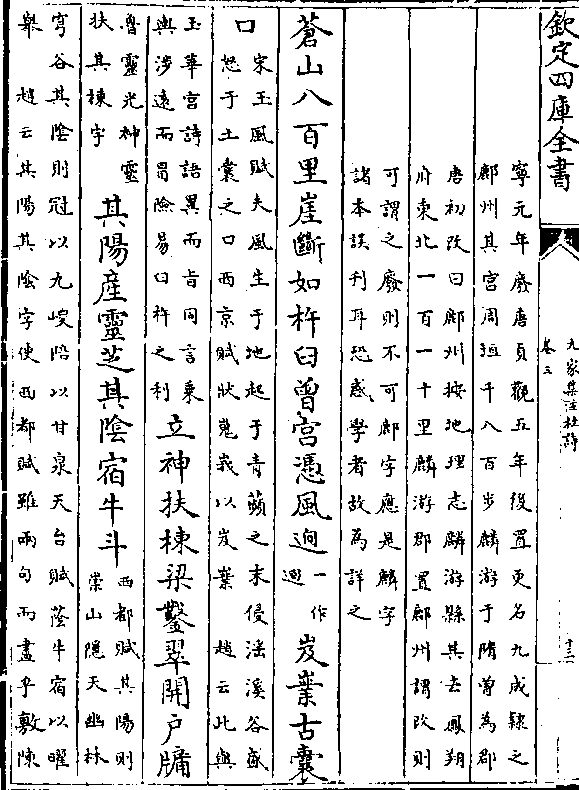 欽定四庫全書
九家集注杜詩
卷三
十三
寧元年廢唐貞觀五年後置更名九成隸之
鄜州其宮周垣千八百步麟游于隋曽為郡
唐初改曰鄜州按地理志麟游縣其去鳳翔
府東北一百一十里麟游郡置鄜州謂改則
可謂之廢則不可鄜字應是麟字
諸本誤刊耳恐惑學者故為詳之
蒼山八百里崖斷如杵臼曾宮憑風迥
一作
廻
岌嶪古囊
口
宋玉風賦夫風生于地起于青蘋之末侵滛溪谷盛
怒于土囊之口西京賦狀嵬峩以岌嶪 趙云此與
玉華宮詩語異而旨同言乘
輿涉遠而冒險易曰杵之利
立神扶棟梁鑿翠開戶牖
魯靈光神靈
扶其棟宇
其陽産靈芝其陰宿牛斗
西都賦其陽則
崇山隱天幽林
穹谷其陰則冠以九嵕陪以甘泉天台賦蔭牛宿以曜
峯 趙云其陽其陰字使西都賦雖兩句而盡乎敷陳